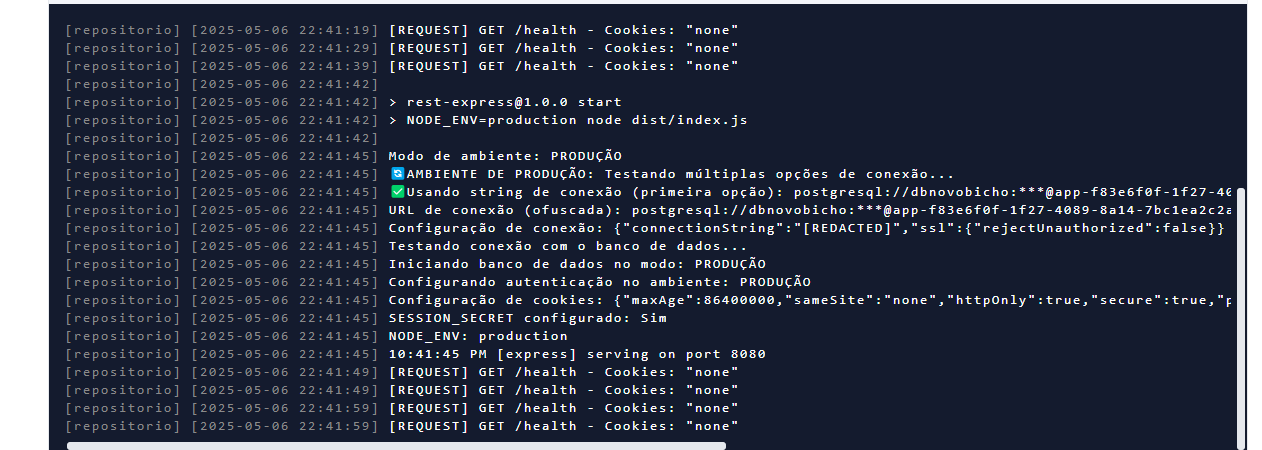 [repositorio] [2025-05-06 22:41:19] [REQUEST] GET /health - Cookies: "none"
[repositorio] [2025-05-06 22:41:29] [REQUEST] GET /health - Cookies: "none"
[repositorio] [2025-05-06 22:41:39] [REQUEST] GET /health - Cookies: "none"
[repositorio] [2025-05-06 22:41:42]
[repositorio] [2025-05-06 22:41:42] > rest-express@1.0.0 start
[repositorio] [2025-05-06 22:41:42] > NODE_ENV=production node dist/index.js
[repositorio] [2025-05-06 22:41:42]
[repositorio] [2025-05-06 22:41:45] Modo de ambiente: PRODUÇÃO
[repositorio] [2025-05-06 22:41:45] 🔄AMBIENTE DE PRODUÇÃO: Testando múltiplas opções de conexão...
[repositorio] [2025-05-06 22:41:45] ✅Usando string de conexão (primeira opção): postgresql://dbnovobicho:***@app-f83e6f0f-1f27-40
[repositorio] [2025-05-06 22:41:45] URL de conexão (ofuscada): postgresql://dbnovobicho:***@app-f83e6f0f-1f27-4089-8a14-7bc1ea2c2a
[repositorio] [2025-05-06 22:41:45] Configuração de conexão: {"connectionString":"[REDACTED]","ssl":{"rejectUnauthorized":false}}
[repositorio] [2025-05-06 22:41:45] Testando conexão com o banco de dados...
[repositorio] [2025-05-06 22:41:45] Iniciando banco de dados no modo: PRODUÇÃO
[repositorio] [2025-05-06 22:41:45] Configurando autenticação no ambiente: PRODUÇÃO
[repositorio] [2025-05-06 22:41:45] Configuração de cookies: {"maxAge":86400000,"sameSite":"none","httpOnly":true,"secure":true,"p
[repositorio] [2025-05-06 22:41:45] SESSION_SECRET configurado: Sim
[repositorio] [2025-05-06 22:41:45] NODE_ENV: production
[repositorio] [2025-05-06 22:41:45] 10:41:45 PM [express] serving on port 8080
[repositorio] [2025-05-06 22:41:49] [REQUEST] GET /health - Cookies: "none"
[repositorio] [2025-05-06 22:41:49] [REQUEST] GET /health - Cookies: "none"
[repositorio] [2025-05-06 22:41:59] [REQUEST] GET /health - Cookies: "none"
[repositorio] [2025-05-06 22:41:59] [REQUEST] GET /health - Cookies: "none"